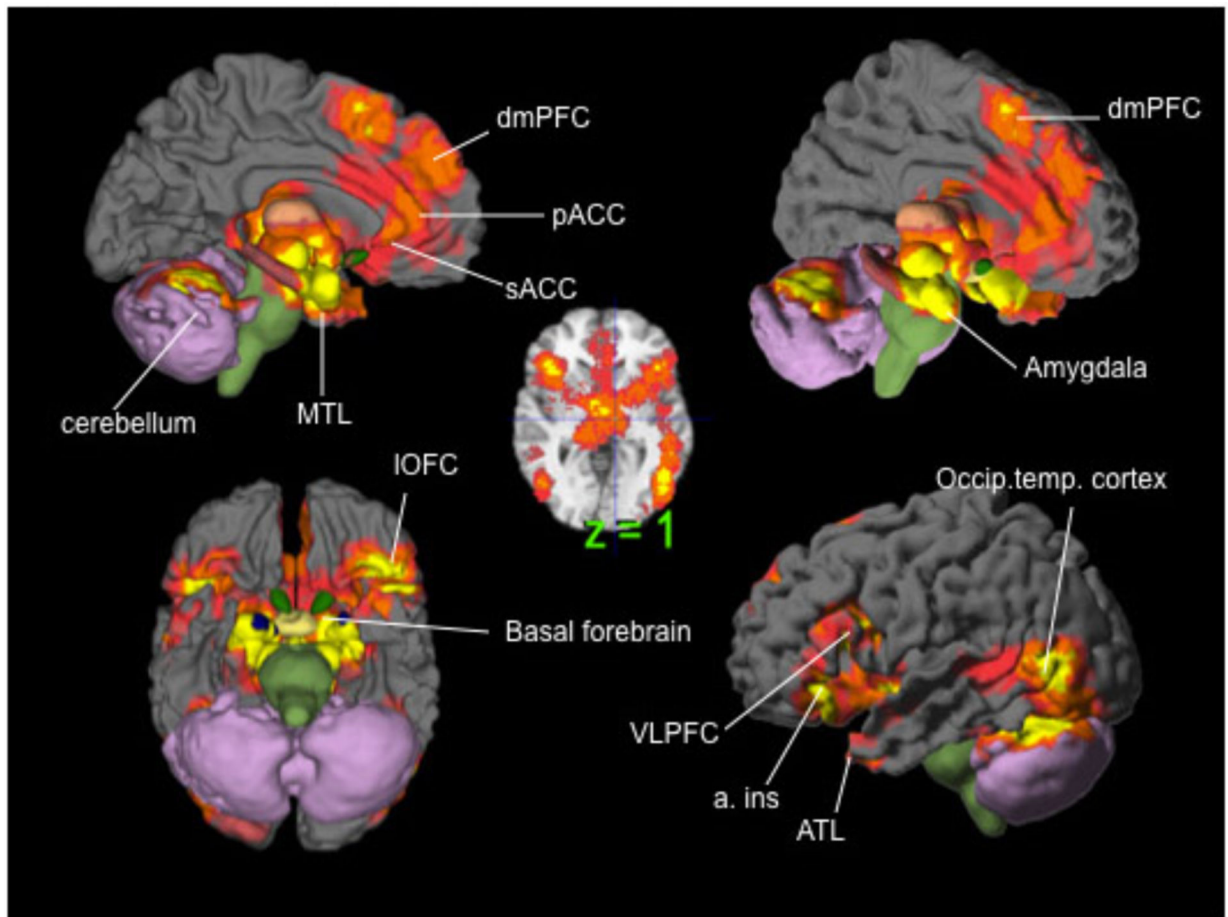 dmPFC
dmPFC
pACC
sACC
Amygdala
MTL
cerebellum
lOFC
Occip.temp. cortex
z = 1
Basal forebrain
VLPFC
a. ins
ATL